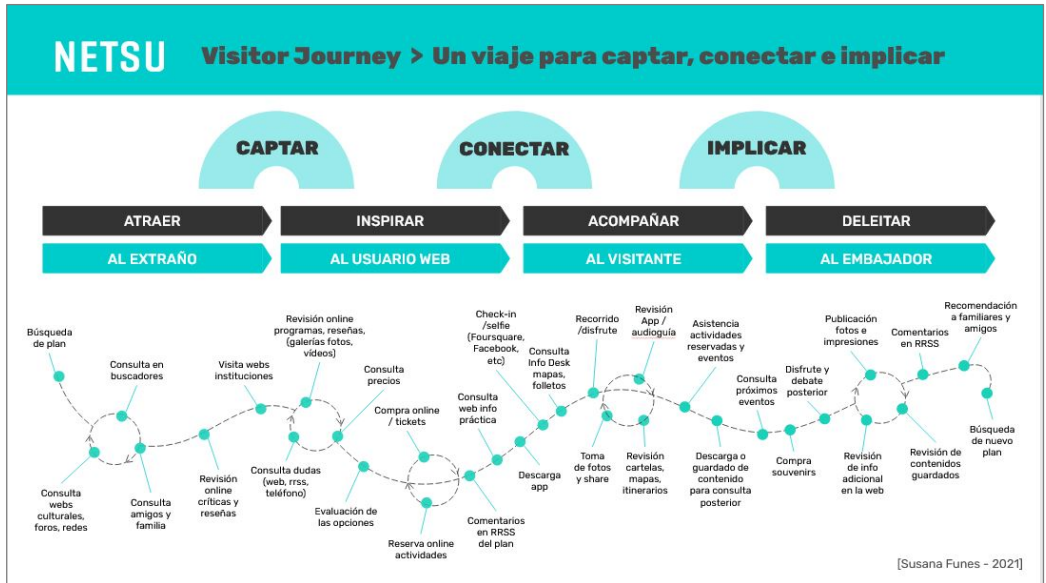 NETSU
Visitor Journey > Un viaje para captar, conectar e implicar
CAPTAR
CONECTAR
IMPLICAR
ATRAER
INSPIRAR
ACOMPAÑAR
DELEITAR
AL EXTRAÑO
AL USUARIO WEB
AL VISITANTE
AL EMBAJADOR
Búsqueda
de plan
Consulta
webs
culturales,
foros, redes
Consulta en
buscadores
Consulta
amigos y
familia
Revisión
online
críticas y
reseñas
Visita webs
instituciones
Consulta dudas
(web, rrss,
teléfono)
Revisión online
programas, reseñas,
(galerías fotos,
vídeos)
Consulta
precios
Evaluación de
las opciones
Compra online
/ tickets
Reserva online
actividades
Comentarios
en RRSS
del plan
Consulta
web info
práctica
Descarga
app
Check-in
/selfie
(Foursquare,
Facebook,
etc)
Consulta
Info Desk
mapas,
folletos
Recorrido
/disfrute
Toma
de fotos
y share
Revisión
App /
audioguía
Revisión
cartelas,
mapas,
itinerarios
Asistencia
actividades
reservadas y
eventos
Descarga o
guardado de
contenido
para consulta
posterior
Consulta
próximos
eventos
Compra
souvenirs
Disfrute y
debate
posterior
Revisión
de info
adicional
en la web
Publicación
fotos e
impresiones
Revisión de
contenidos
guardados
Comentarios
en RRSS
Recomendación
a familiares y
amigos
Búsqueda
de nuevo
plan
[Susana Funes - 2021]